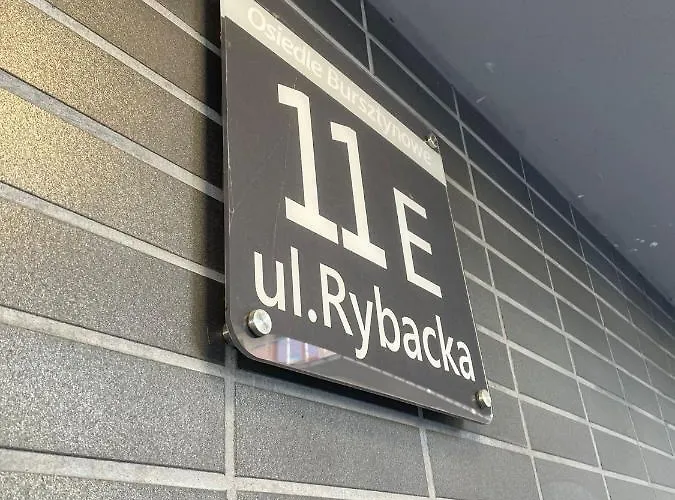 Osiedle Bursztynowe
11 E
ul.Rybacka